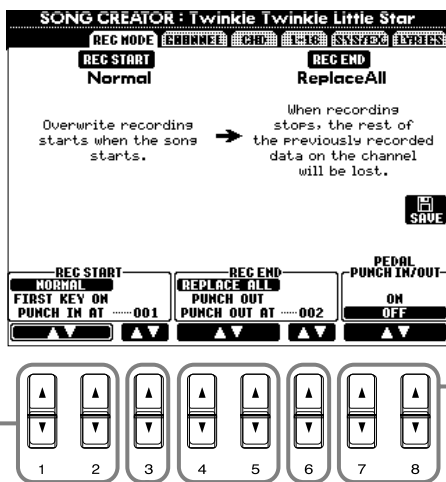 SONG CREATOR : Twinkle Twinkle Little Star
REC MODE CHANNEL CHD 1-16 SYS/EX. LYRICS
REC START
Normal
REC END
ReplaceAll
Overwrite recording
starts when the song
starts.
When recording
stops, the rest of
the previously recorded
data on the channel
will be lost.
SAVE
REC START
NORMAL
FIRST KEY ON
PUNCH IN AT ······001
REC END
REPLACE ALL
PUNCH OUT
PUNCH OUT AT ······002
PEDAL
PUNCH IN/OUT
ON
OFF
1 2 3 4 5 6 7 8